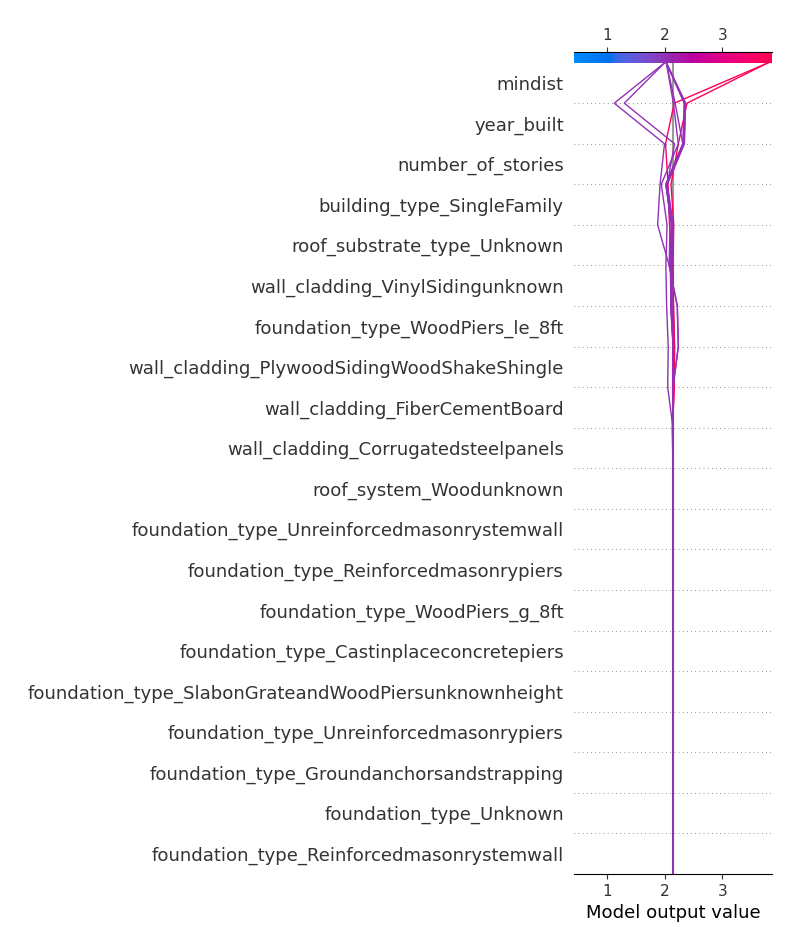 1 2 3
mindist
year_built
number_of_stories
building_type_SingleFamily
roof_substrate_type_Unknown
wall_cladding_VinylSidingunknown
foundation_type_WoodPiers_le_8ft
wall_cladding_PlywoodSidingWoodShakeShingle
wall_cladding_FiberCementBoard
wall_cladding_Corrugatedsteelpanels
roof_system_Woodunknown
foundation_type_Unreinforcedmasonrystemwall
foundation_type_Reinforcedmasonrypiers
foundation_type_WoodPiers_g_8ft
foundation_type_Castinplaceconcretepiers
foundation_type_SlabonGrateandWoodPiersunknownheight
foundation_type_Unreinforcedmasonrypiers
foundation_type_Groundanchorsandstrapping
foundation_type_Unknown
foundation_type_Reinforcedmasonrystemwall
1 2 3
Model output value